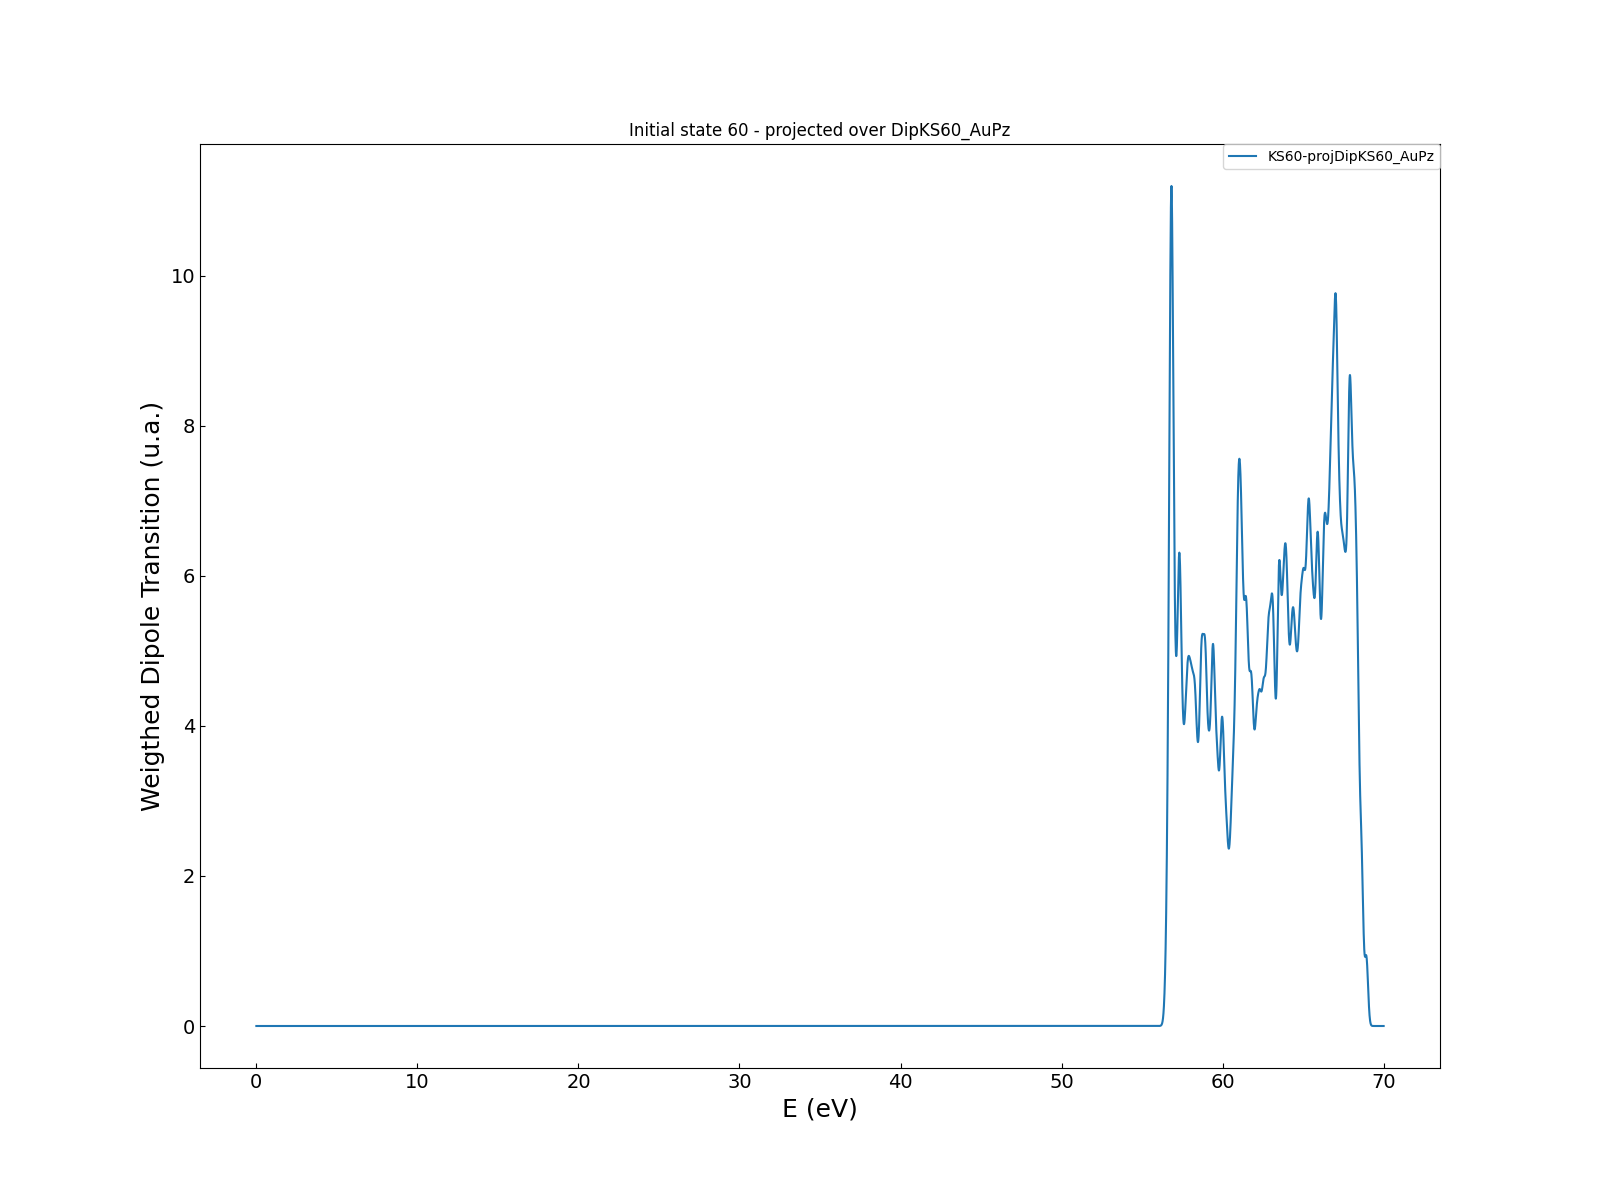 Initial state 60 - projected over DipKS60_AuPz
KS60-projDipKS60_AuPz
Weigthed Dipole Transition (u.a.)
10
8
6
4
2
0
0 10 20 30 40 50 60 70
E (eV)